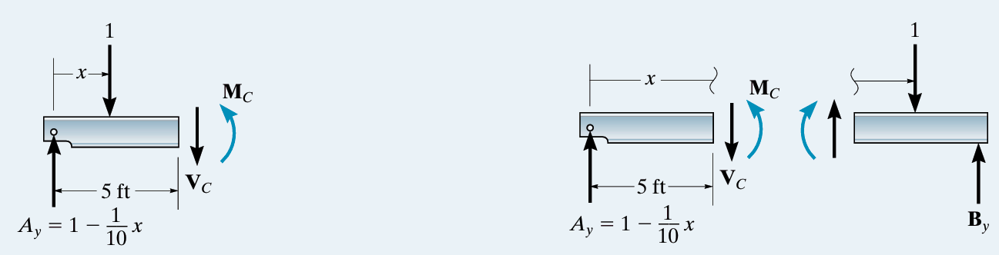 1
x
M_C
V_C
5 ft
A_y = 1 − 1/10 x
1
x
M_C
V_C
5 ft
A_y = 1 − 1/10 x
B_y